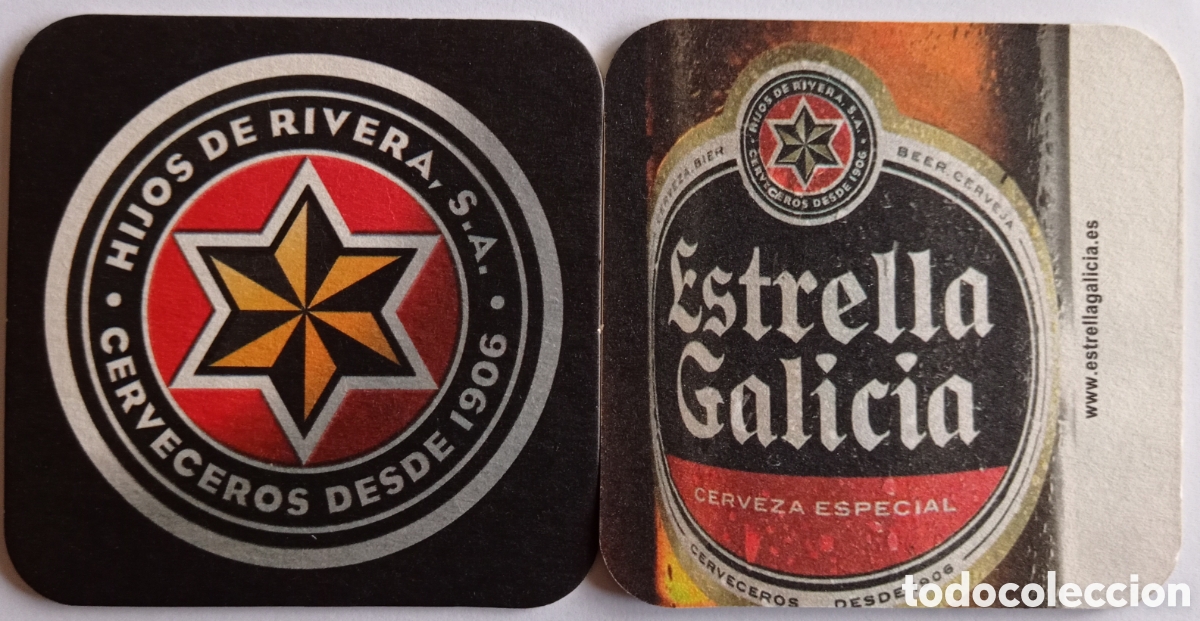 HIJOS DE RIVERA, S.A.
• CERVECEROS DESDE 1906 •
HIJOS DE RIVERA, S.A.
• CERVECEROS DESDE 1906 •
CERVEZA.BIER
BEER.CERVEJA
Estrella
Galicia
CERVEZA ESPECIAL
CERVECEROS DESDE 1906
www.estrellagalicia.es
todocoleccion